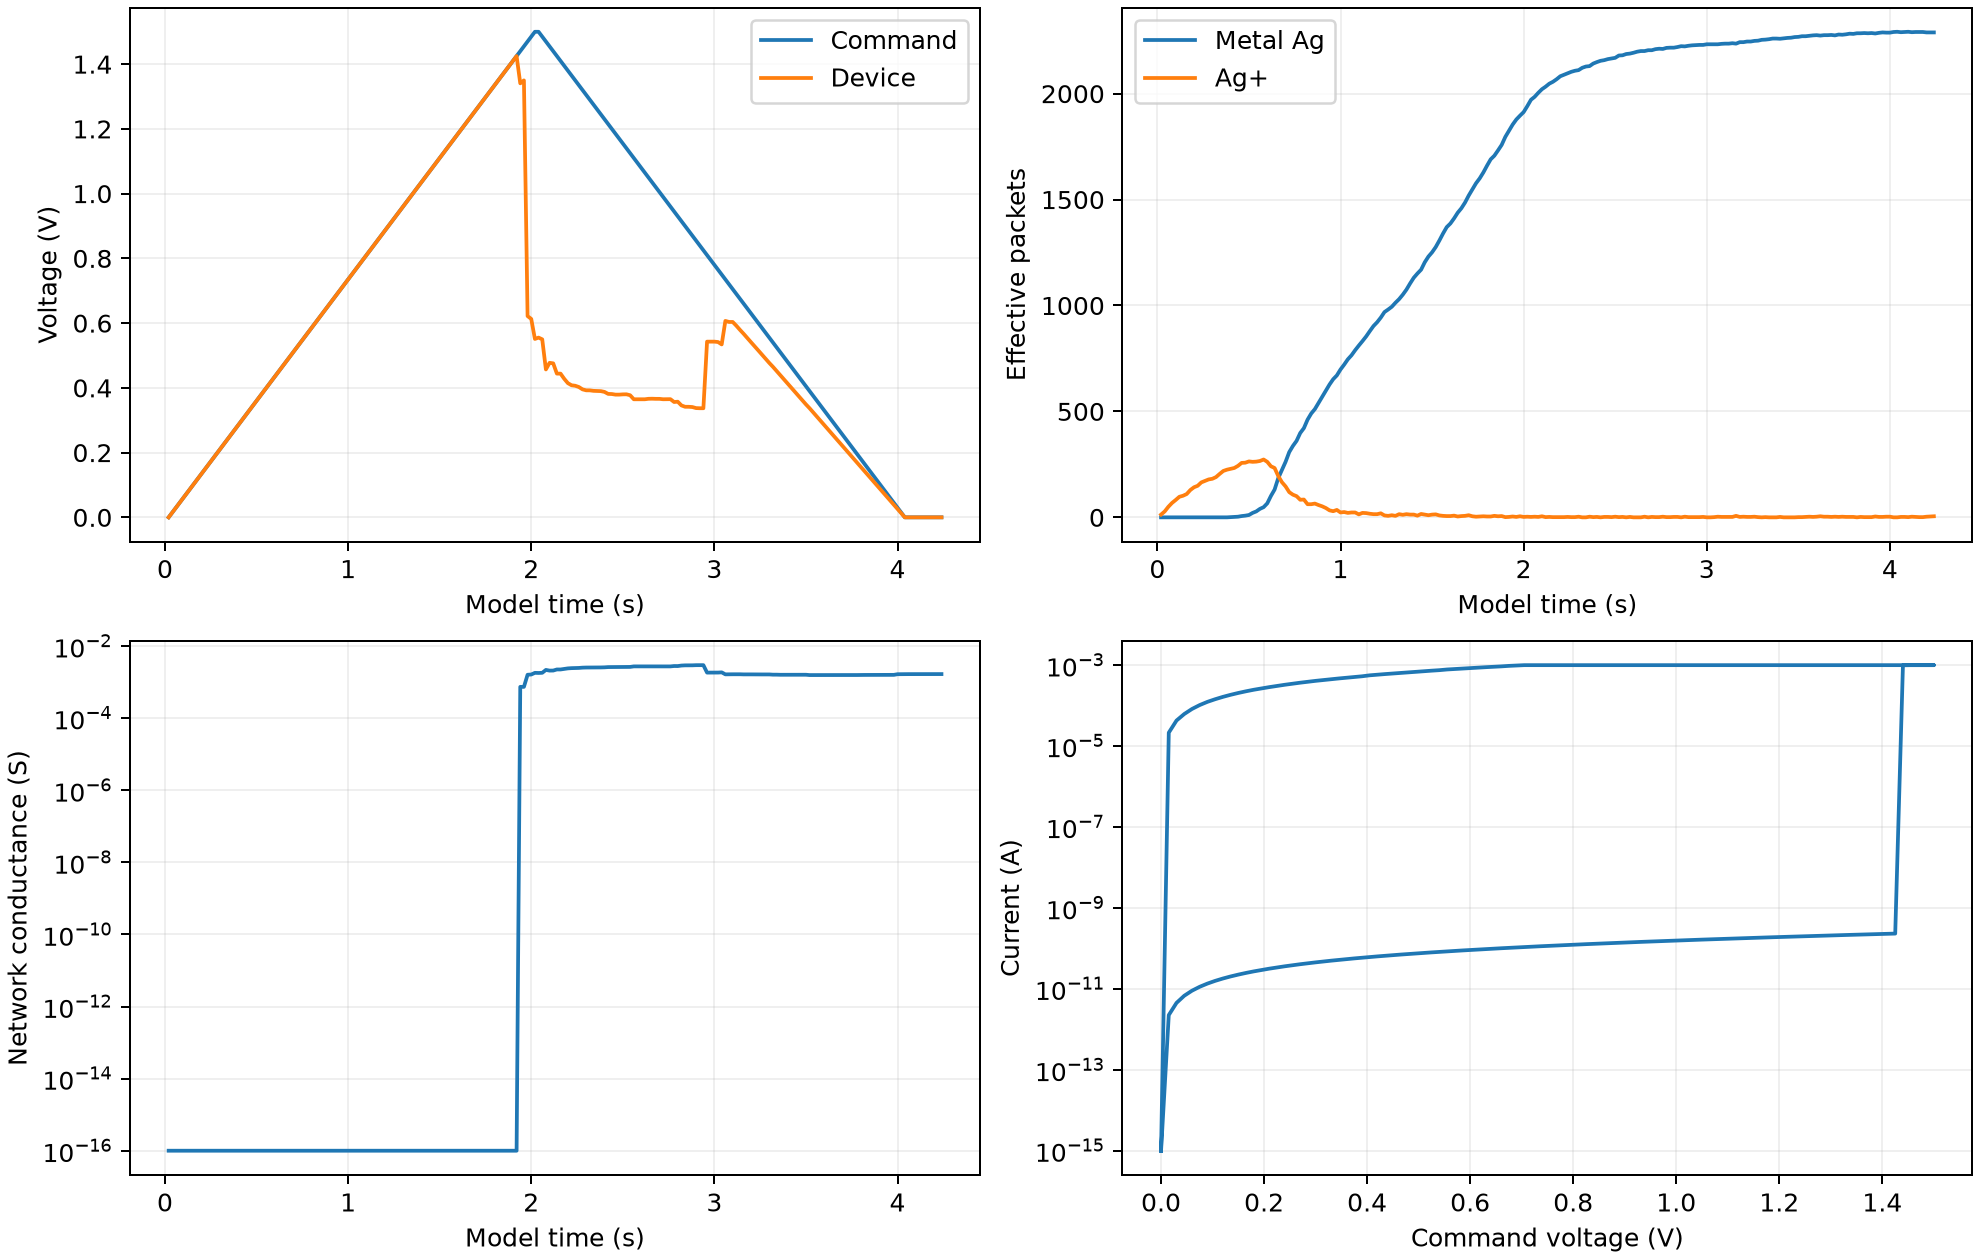 Command
Device
1.4
1.2
1.0
0.8
0.6
0.4
0.2
0.0
Voltage (V)
0 1 2 3 4
Model time (s)
Metal Ag
Ag+
2000
1500
1000
500
0
Effective packets
0 1 2 3 4
Model time (s)
10⁻²
10⁻⁴
10⁻⁶
10⁻⁸
10⁻¹⁰
10⁻¹²
10⁻¹⁴
10⁻¹⁶
Network conductance (S)
0 1 2 3 4
Model time (s)
10⁻³
10⁻⁵
10⁻⁷
10⁻⁹
10⁻¹¹
10⁻¹³
10⁻¹⁵
Current (A)
0.0 0.2 0.4 0.6 0.8 1.0 1.2 1.4
Command voltage (V)